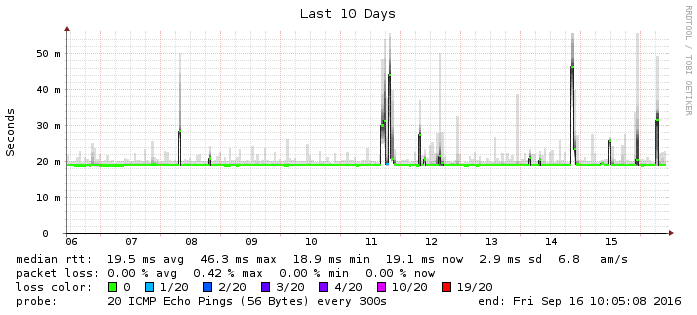 Last 10 Days
RRDTOOL / TOBI OETIKER
Seconds
50 m
40 m
30 m
20 m
10 m
0
06 07 08 09 10 11 12 13 14 15
median rtt: 19.5 ms avg 46.3 ms max 18.9 ms min 19.1 ms now 2.9 ms sd 6.8 am/s
packet loss: 0.00 % avg 0.42 % max 0.00 % min 0.00 % now
loss color: 0 1/20 2/20 3/20 4/20 10/20 19/20
probe: 20 ICMP Echo Pings (56 Bytes) every 300s end: Fri Sep 16 10:05:08 2016